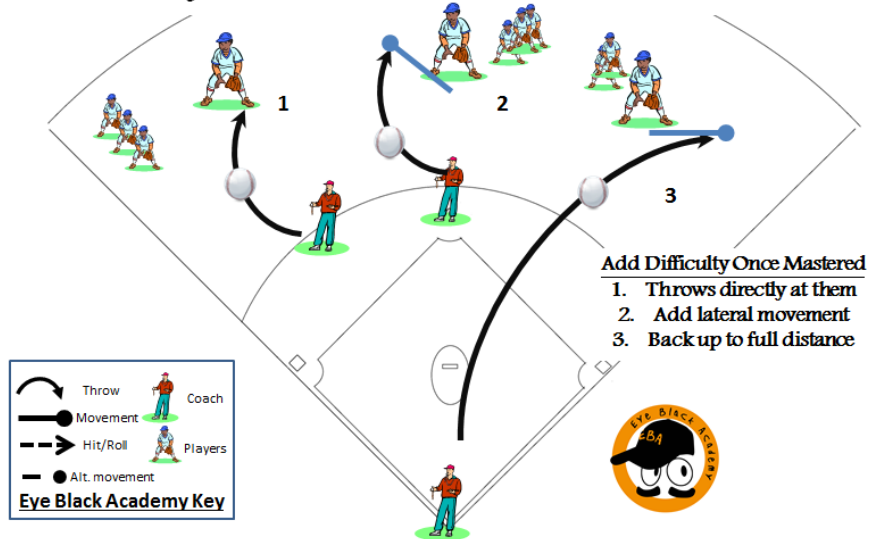 1
2
3
Add Difficulty Once Mastered
1. Throws directly at them
2. Add lateral movement
3. Back up to full distance
Throw
Coach
Movement
Hit/Roll
Players
Alt. movement
Eye Black Academy Key
Eye Black Academy
EBA